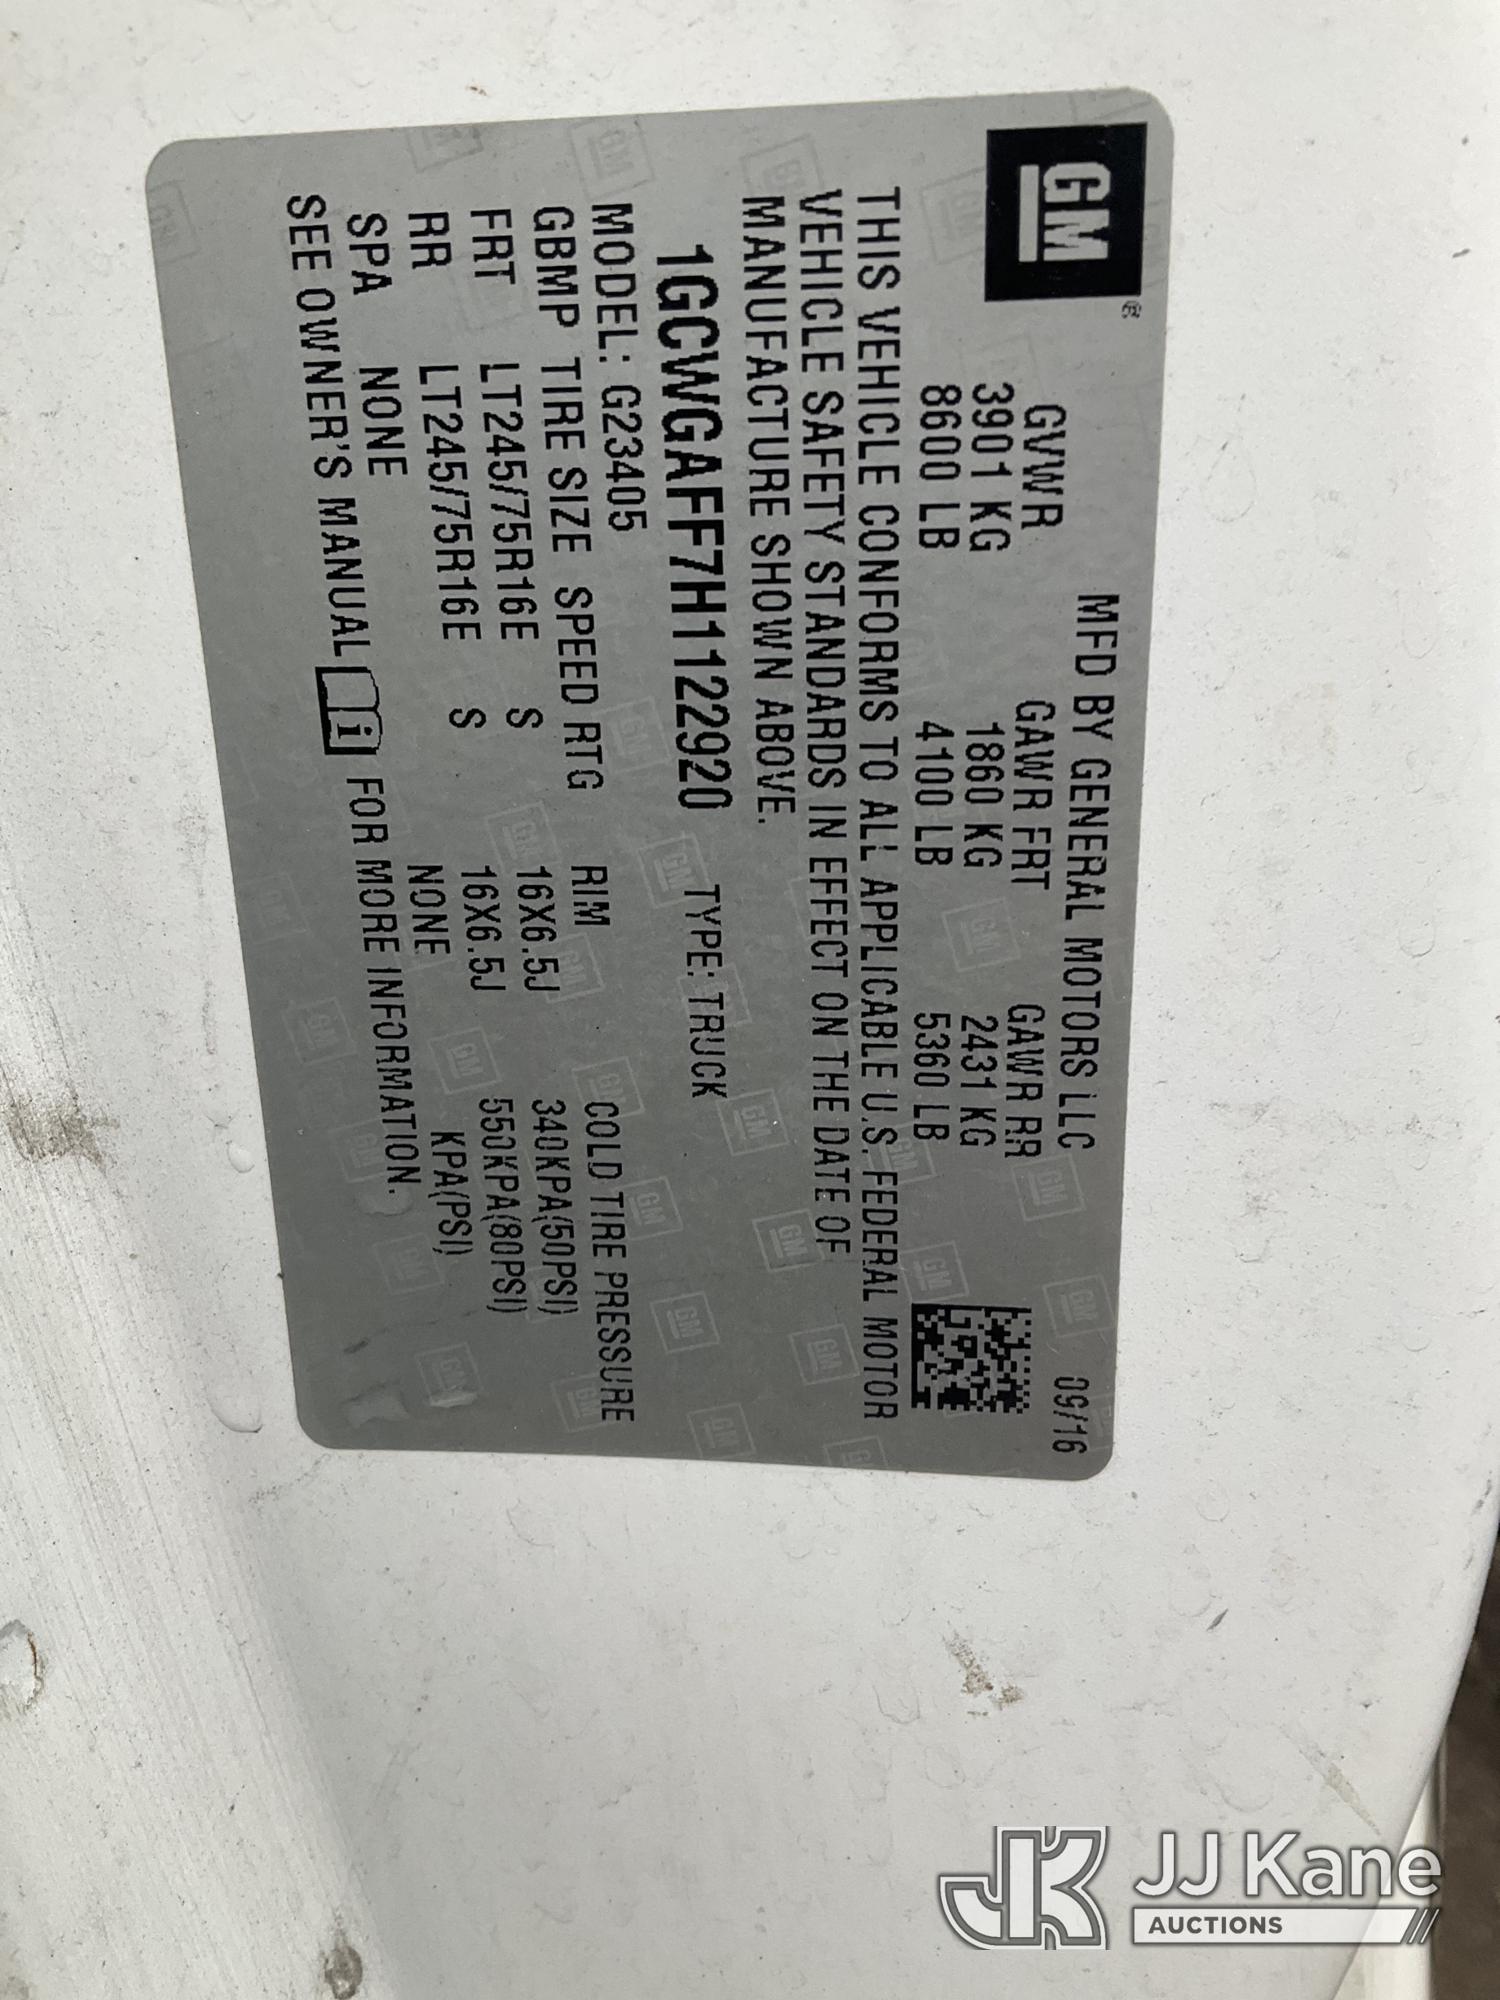 GM®
MFD BY GENERAL MOTORS LLC 09/16
GVWR GAWR FRT GAWR RR
3901 KG 1860 KG 2431 KG
8600 LB 4100 LB 5360 LB
THIS VEHICLE CONFORMS TO ALL APPLICABLE U.S. FEDERAL MOTOR
VEHICLE SAFETY STANDARDS IN EFFECT ON THE DATE OF
MANUFACTURE SHOWN ABOVE.
1GCWGAFF7H1122920 TYPE: TRUCK
MODEL: G23405
GBMP TIRE SIZE SPEED RTG RIM COLD TIRE PRESSURE
FRT LT245/75R16E S 16X6.5J 340KPA(50PSI)
RR LT245/75R16E S 16X6.5J 550KPA(80PSI)
SPA NONE NONE KPA(PSI)
SEE OWNER'S MANUAL i FOR MORE INFORMATION.
JK JJ Kane
AUCTIONS